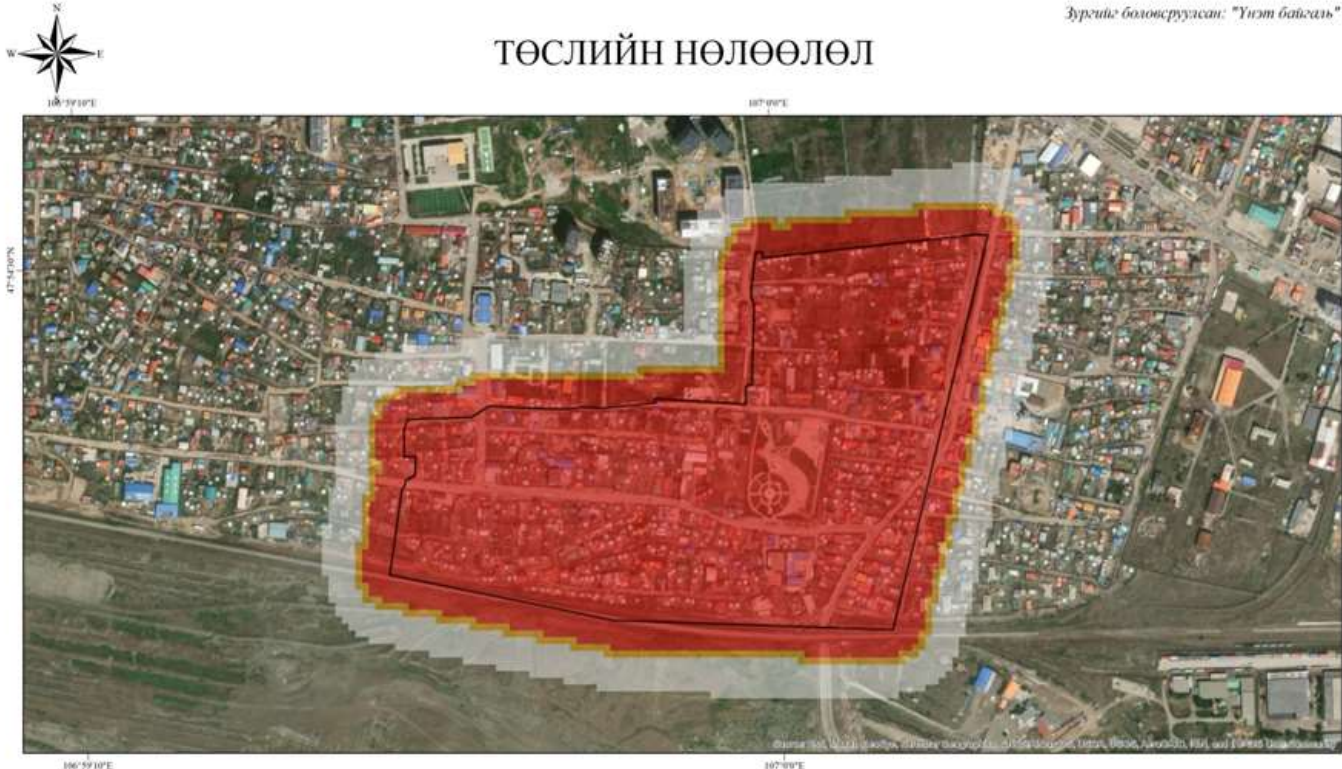 Зургийг боловсруулсан: "Үнэт байгаль"
N
W E
ТӨСЛИЙН НӨЛӨӨЛӨЛ
106°59'10"E 107°0'0"E
47°54'30"N
106°59'10"E 107°0'0"E